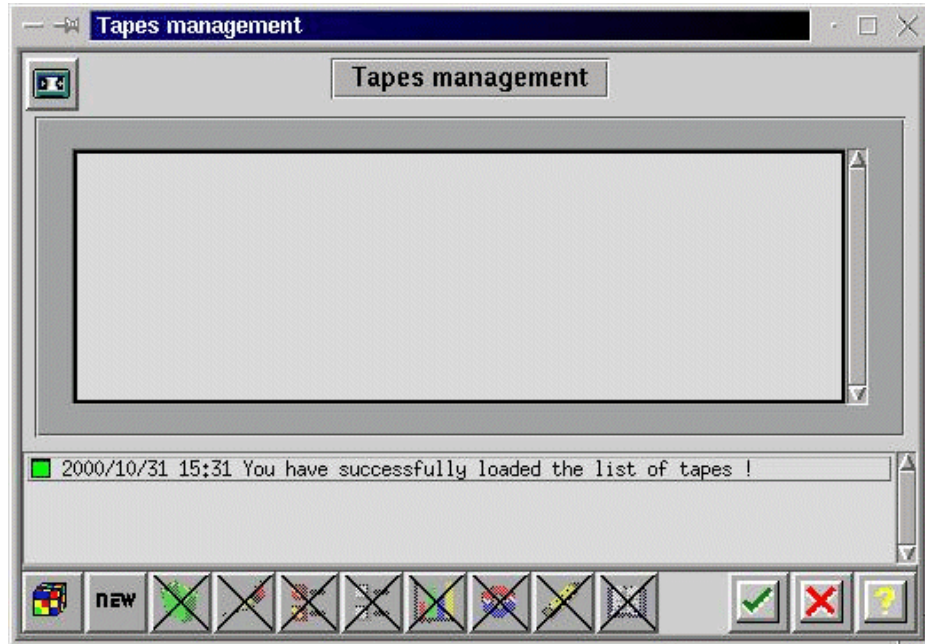 Tapes management
Tapes management
2000/10/31 15:31 You have successfully loaded the list of tapes !
NEW
?